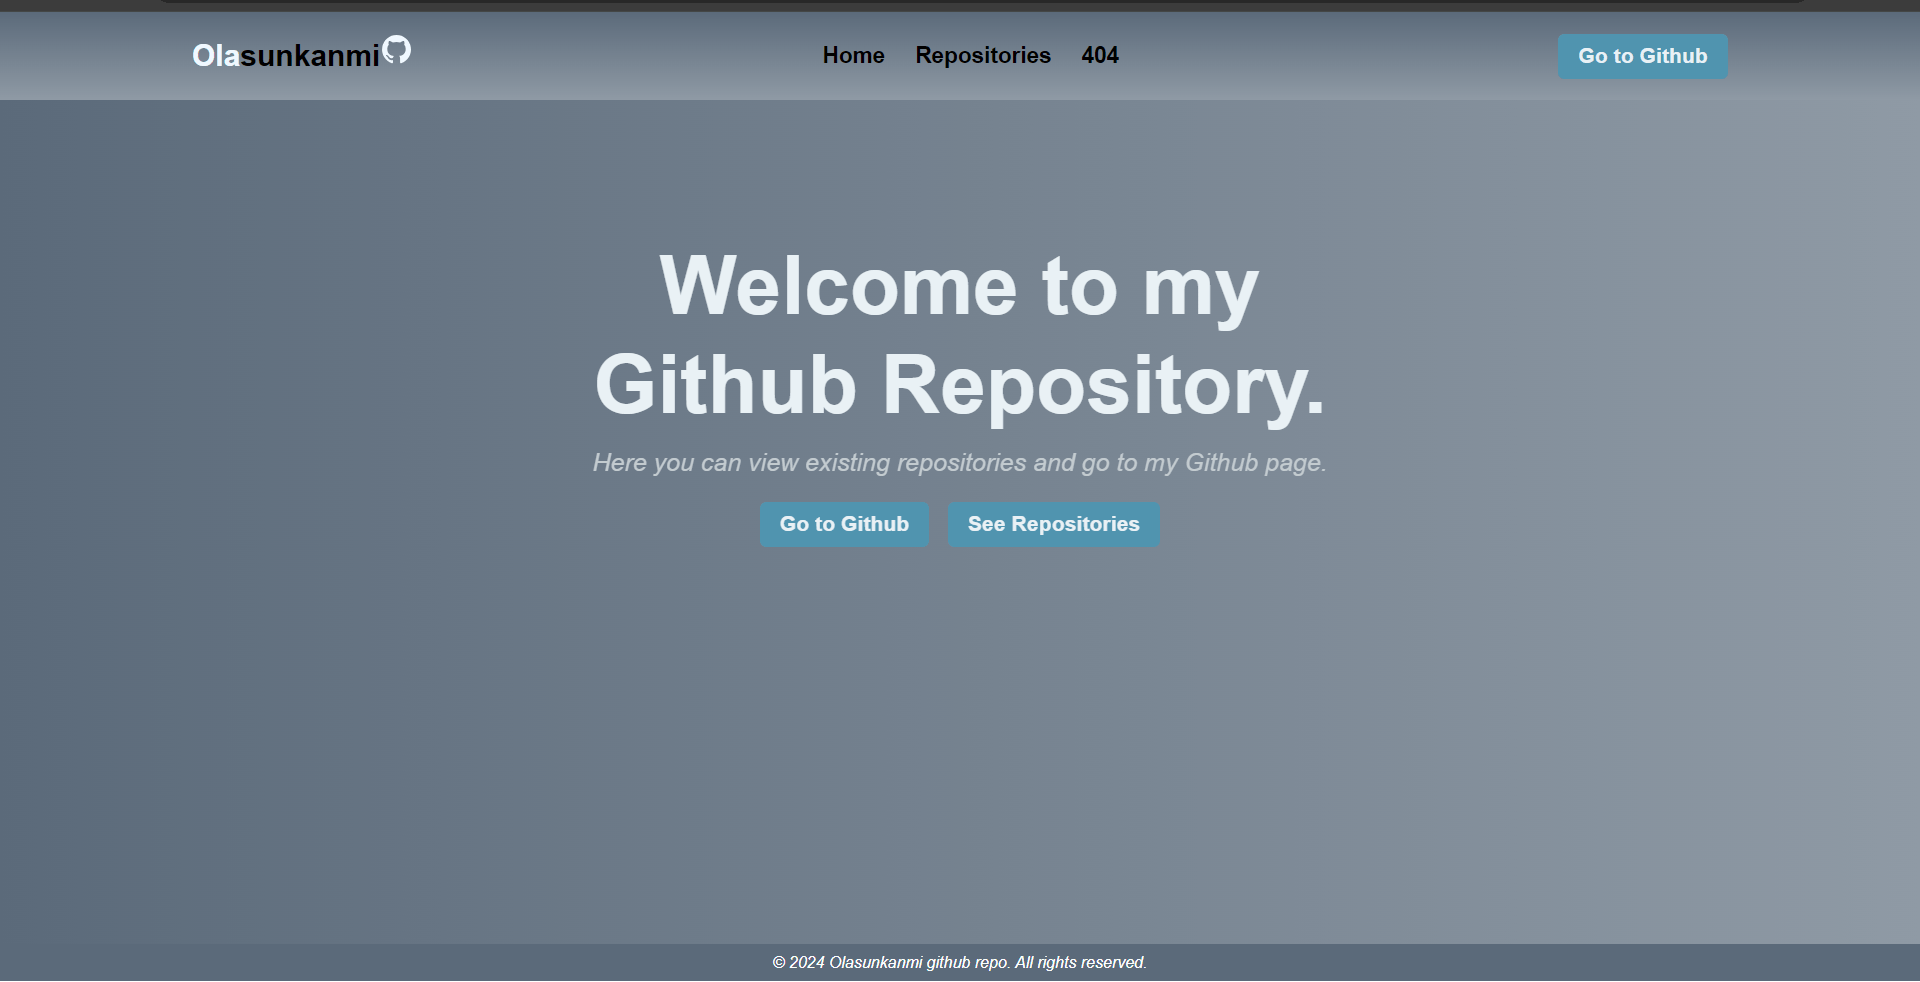 Olasunkanmi
Home Repositories 404
Go to Github
Welcome to my
Github Repository.
Here you can view existing repositories and go to my Github page.
Go to Github See Repositories
© 2024 Olasunkanmi github repo. All rights reserved.